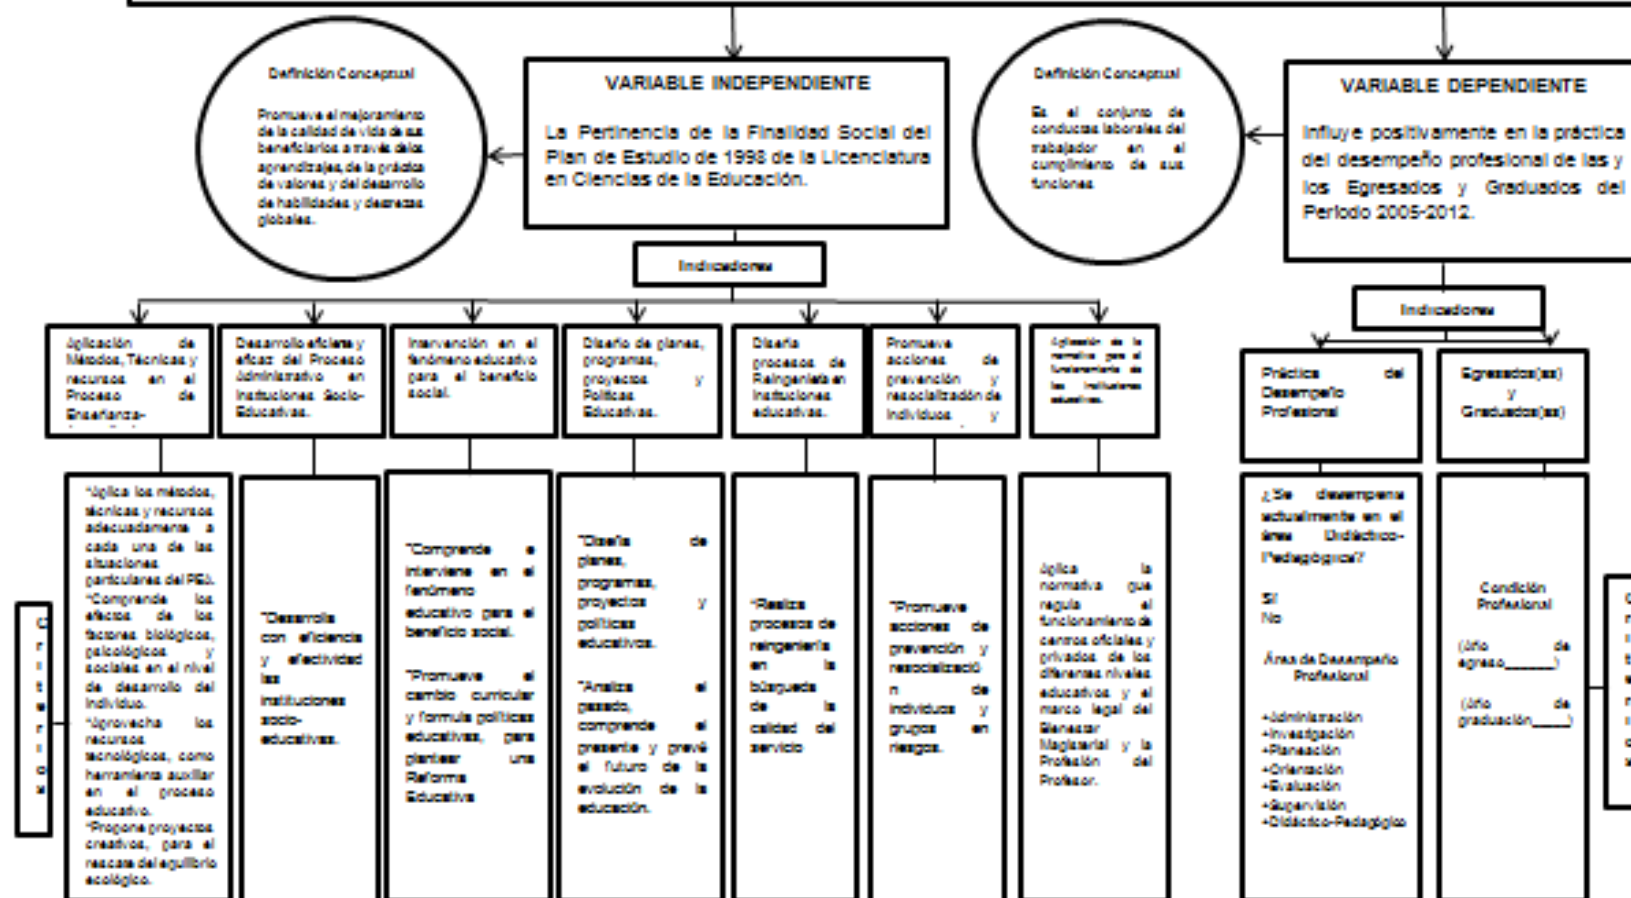 Definición Conceptual
Promueve el mejoramiento
de la calidad de vida de sus
beneficiarios a través de los
aprendizajes, de la práctica
de valores y del desarrollo
de habilidades y destrezas
globales.
VARIABLE INDEPENDIENTE
La Pertinencia de la Finalidad Social del
Plan de Estudio de 1998 de la Licenciatura
en Ciencias de la Educación.
Definición Conceptual
Es el conjunto de
conductas laborales del
trabajador en el
cumplimiento de sus
funciones
VARIABLE DEPENDIENTE
Influye positivamente en la práctica
del desempeño profesional de las y
los Egresados y Graduados del
Período 2005-2012.
Indicadores
Indicadores
Aplicación de
Métodos, Técnicas y
recursos en el
Proceso de
Enseñanza-
Desarrollo eficiente y
eficaz del Proceso
Administrativo en
Instituciones Socio-
Educativas.
Intervención en el
fenómeno educativo
para el beneficio
social.
Diseño de planes,
programas,
proyectos y
Políticas
Educativas.
Diseña
procesos de
Reingeniería en
Instituciones
educativas.
Promueve
acciones de
prevención y
resocialización de
individuos y
Aplicación de la
normativa para el
funcionamiento de
las instituciones
educativas.
Práctica del
Desempeño
Profesional
Egresados(as)
y
Graduados(as)
C
r
i
t
e
r
i
o
s
*Aplica los métodos,
técnicas y recursos
adecuadamente a
cada una de las
situaciones
particulares del PEA.
*Comprende los
efectos de los
factores biológicos,
psicológicos y
sociales en el nivel
de desarrollo del
individuo.
*Aprovecha los
recursos
tecnológicos, como
herramienta auxiliar
en el proceso
educativo.
*Propone proyectos
creativos, para el
rescate del equilibrio
ecológico.
*Desarrolla
con eficiencia
y efectividad
las
instituciones
socio-
educativas.
*Comprende e
interviene en el
fenómeno
educativo para el
beneficio social.
*Promueve el
cambio curricular
y formula políticas
educativas, para
plantear una
Reforma
Educativa
*Diseña de
planes,
programas,
proyectos y
políticas
educativos.
*Analiza el
pasado,
comprende el
presente y prevé
el futuro de la
evolución de la
educación.
*Realiza
procesos de
reingeniería
en la
búsqueda
de la
calidad del
servicio
*Promueve
acciones de
prevención y
resocializació
n de
individuos y
grupos en
riesgos.
Aplica la
normativa que
regula el
funcionamiento de
centros oficiales y
privados de los
diferentes niveles
educativos y el
marco legal del
Bienestar
Magisterial y la
Profesión del
Profesor.
¿Se desempeña
actualmente en el
área Didáctico-
Pedagógica?
SÍ
No
Área de Desempeño
Profesional
+Administración
+Investigación
+Planeación
+Orientación
+Evaluación
+Supervisión
+Didáctico-Pedagógico
Condición
Profesional
(Año de
egreso______)
(Año de
graduación_____)